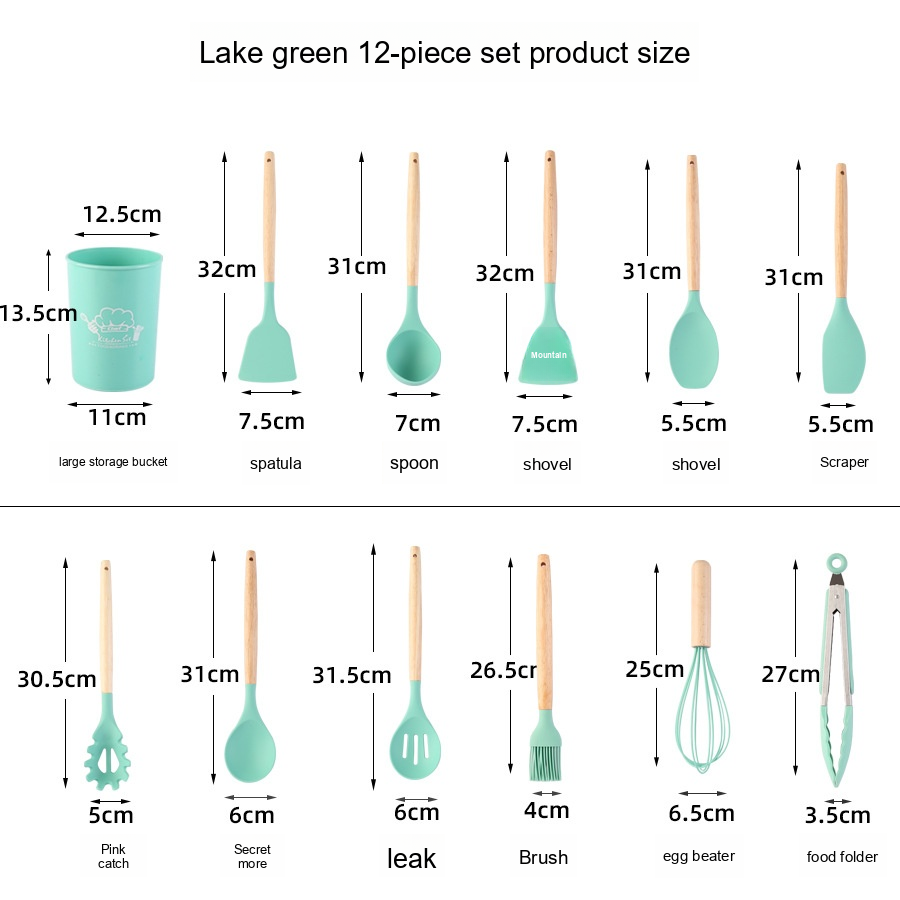 Lake green 12-piece set product size
12.5cm
13.5cm
11cm
large storage bucket
32cm
7.5cm
spatula
31cm
7cm
spoon
32cm
Mountain
7.5cm
shovel
31cm
5.5cm
shovel
31cm
5.5cm
Scraper
30.5cm
5cm
Pink
catch
31cm
6cm
Secret
more
31.5cm
6cm
leak
26.5cr
4cm
Brush
25cm
6.5cm
egg beater
27cm
3.5cm
food folder